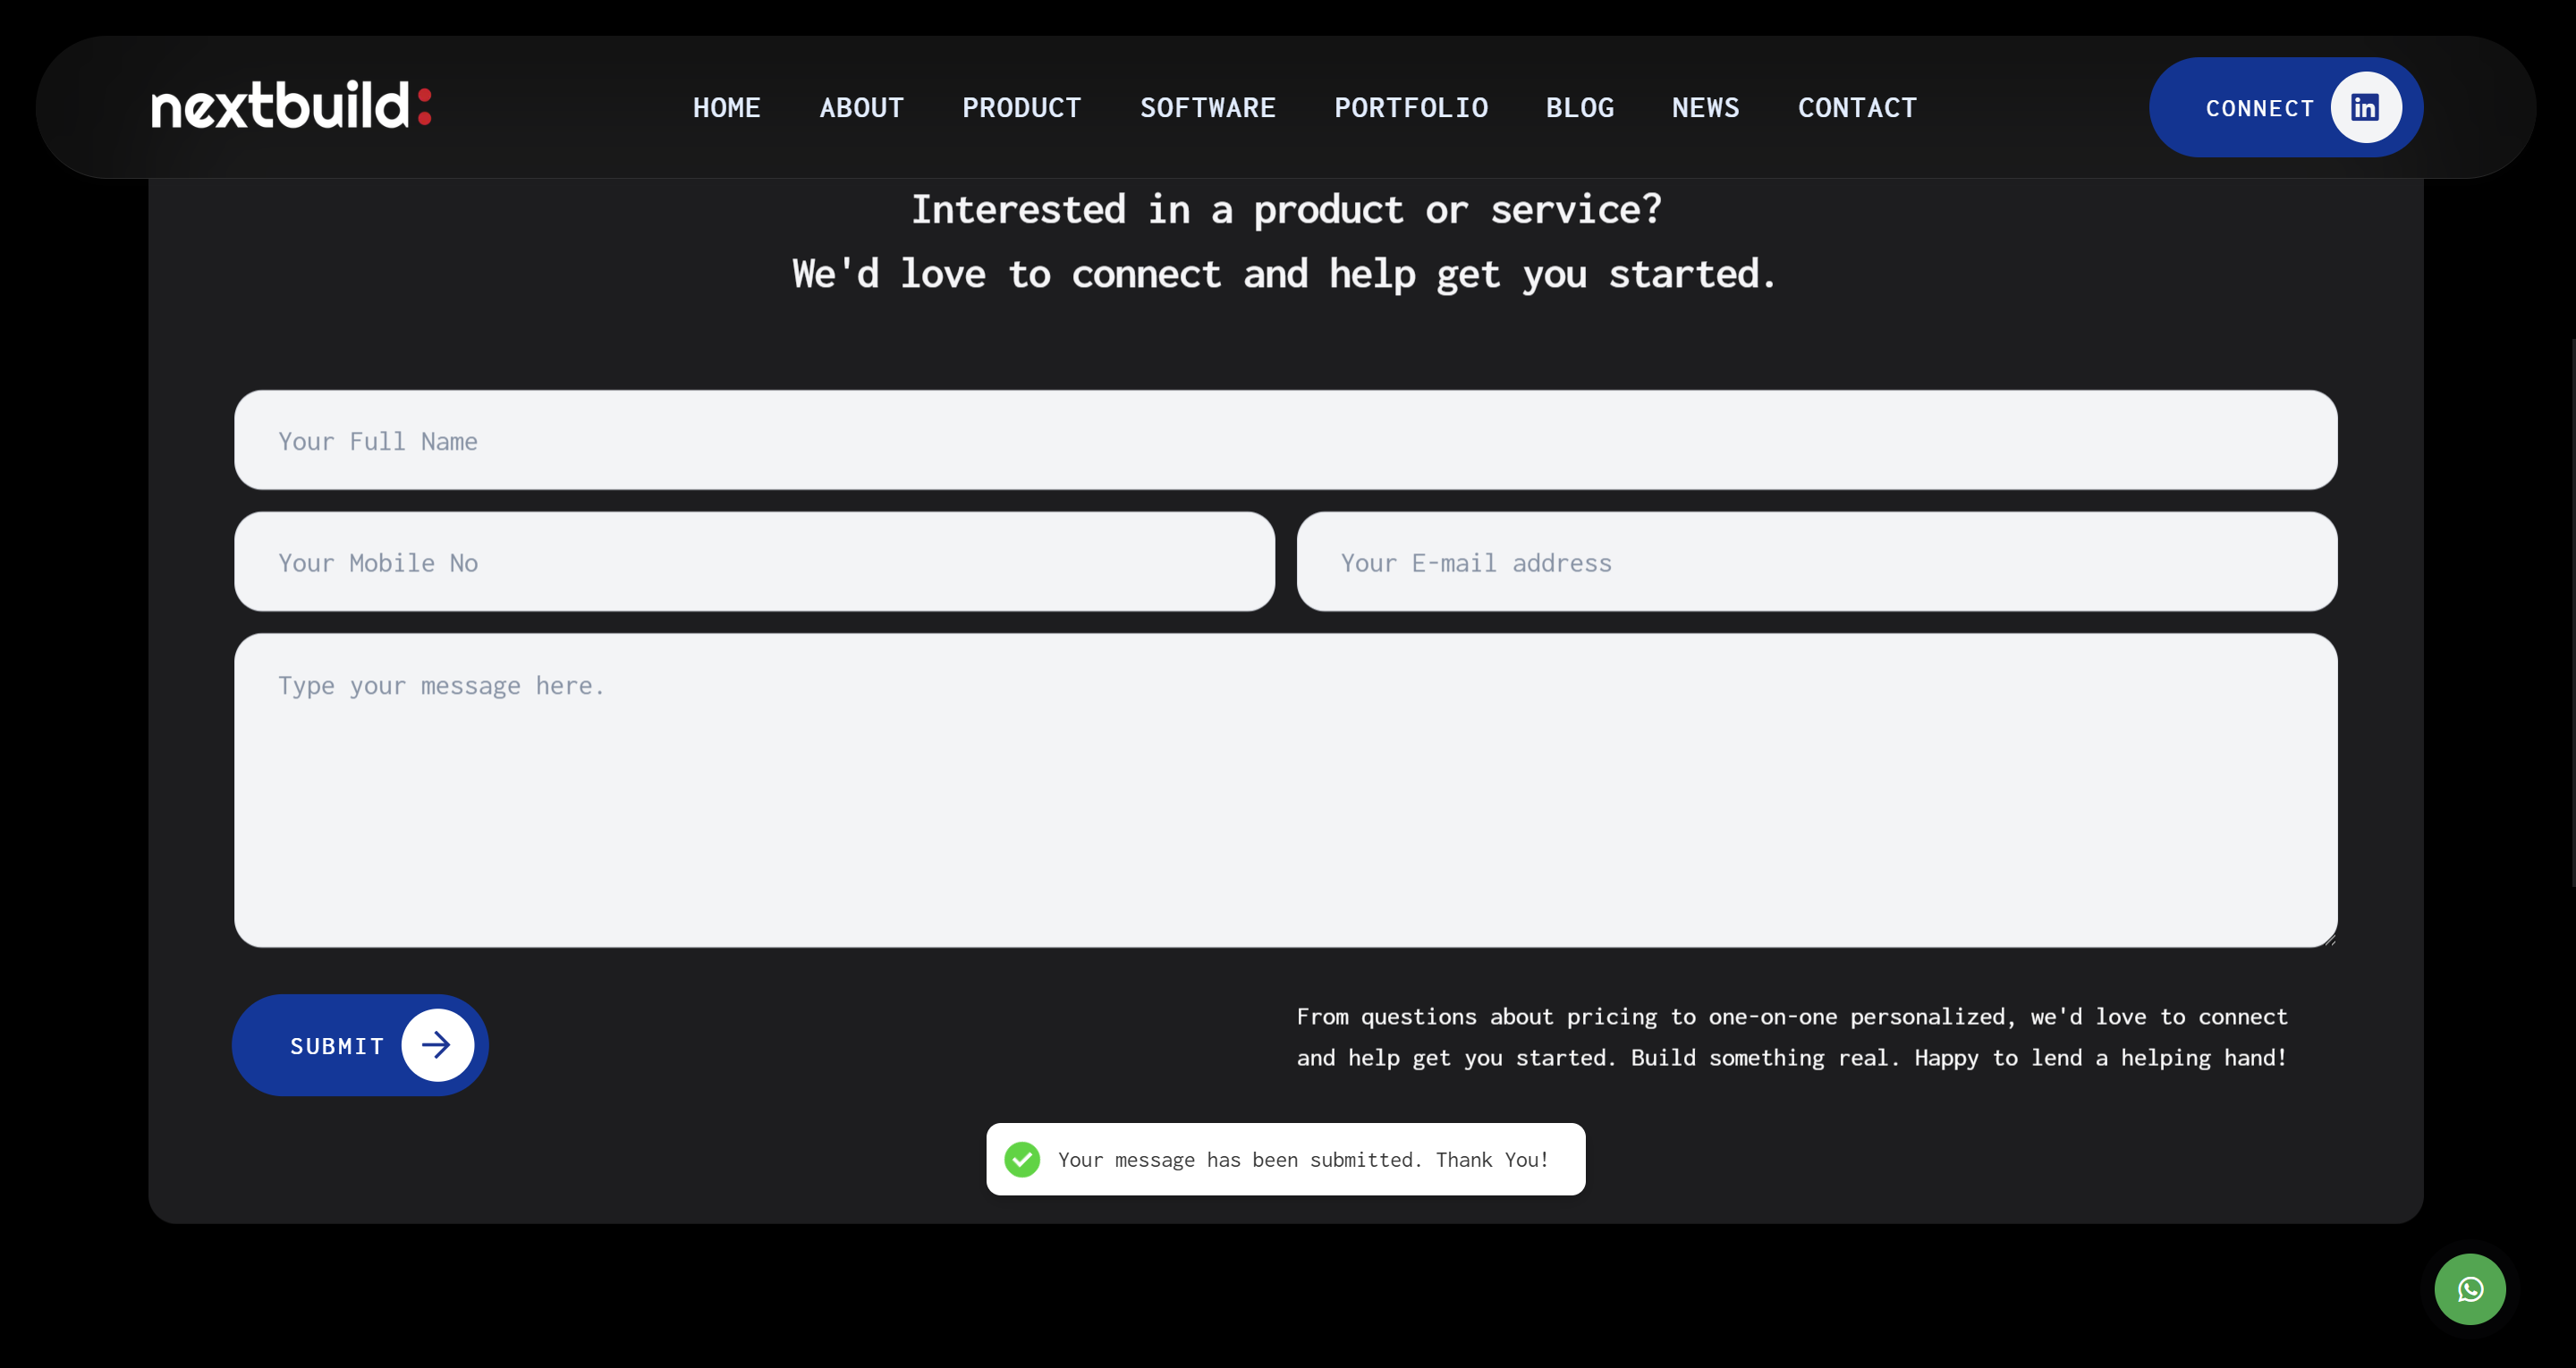 nextbuild:
HOME ABOUT PRODUCT SOFTWARE PORTFOLIO BLOG NEWS CONTACT
CONNECT in
Interested in a product or service?
We'd love to connect and help get you started.
Your Full Name
Your Mobile No
Your E-mail address
Type your message here.
SUBMIT
From questions about pricing to one-on-one personalized, we'd love to connect
and help get you started. Build something real. Happy to lend a helping hand!
Your message has been submitted. Thank You!